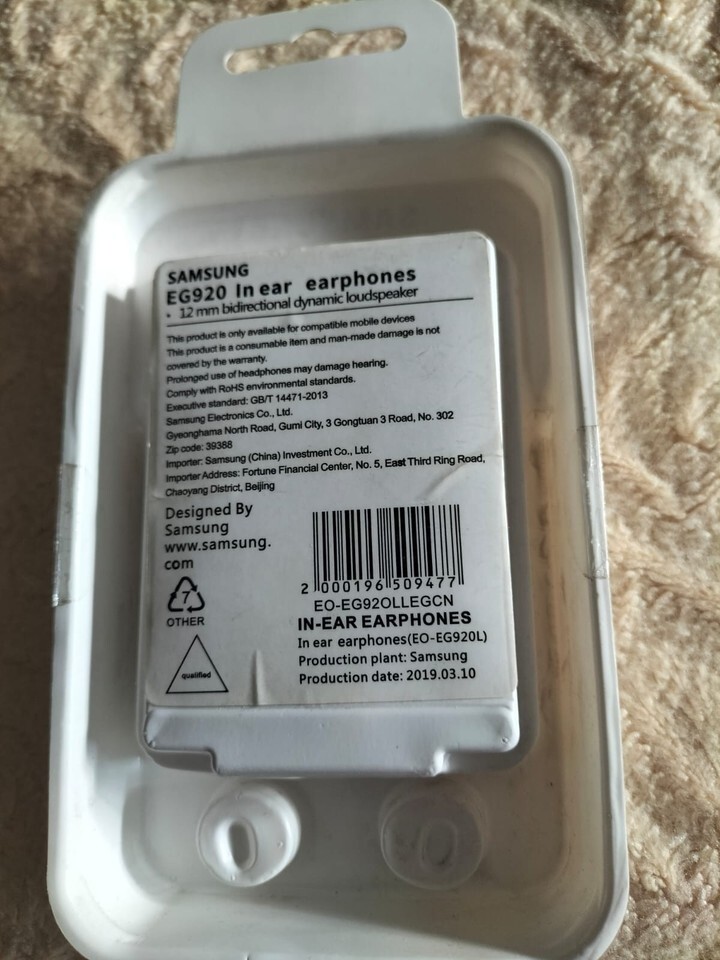 SAMSUNG
EG920 In ear earphones
• 12 mm bidirectional dynamic loudspeaker
This product is only available for compatible mobile devices
This product is a consumable item and man-made damage is not
covered by the warranty.
Prolonged use of headphones may damage hearing.
Comply with RoHS environmental standards.
Executive standard: GB/T 14471-2013
Samsung Electronics Co., Ltd.
Gyeonghama North Road, Gumi City, 3 Gongtuan 3 Road, No. 302
Zip code: 39388
Importer: Samsung (China) Investment Co., Ltd.
Importer Address: Fortune Financial Center, No. 5, East Third Ring Road,
Chaoyang District, Beijing
Designed By
Samsung
www.samsung.
com
7
OTHER
qualified
2 000196 509477
EO-EG92OLLEGCN
IN-EAR EARPHONES
In ear earphones(EO-EG920L)
Production plant: Samsung
Production date: 2019.03.10